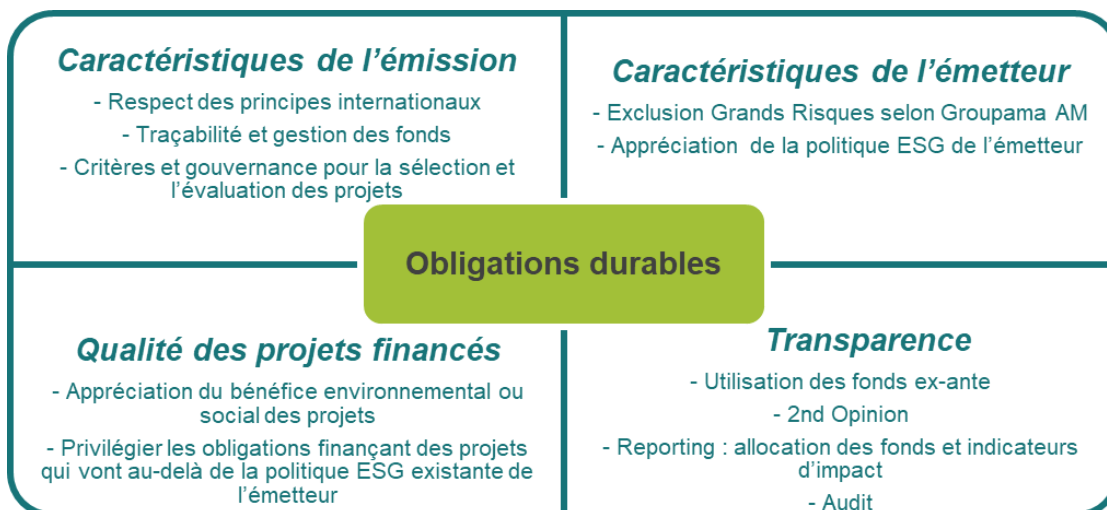 Caractéristiques de l’émission
- Respect des principes internationaux
- Traçabilité et gestion des fonds
- Critères et gouvernance pour la sélection et
l’évaluation des projets
Caractéristiques de l’émetteur
- Exclusion Grands Risques selon Groupama AM
- Appréciation de la politique ESG de l’émetteur
Obligations durables
Qualité des projets financés
- Appréciation du bénéfice environnemental ou
social des projets
- Privilégier les obligations finançant des projets
qui vont au-delà de la politique ESG existante de
l’émetteur
Transparence
- Utilisation des fonds ex-ante
- 2nd Opinion
- Reporting : allocation des fonds et indicateurs
d’impact
- Audit